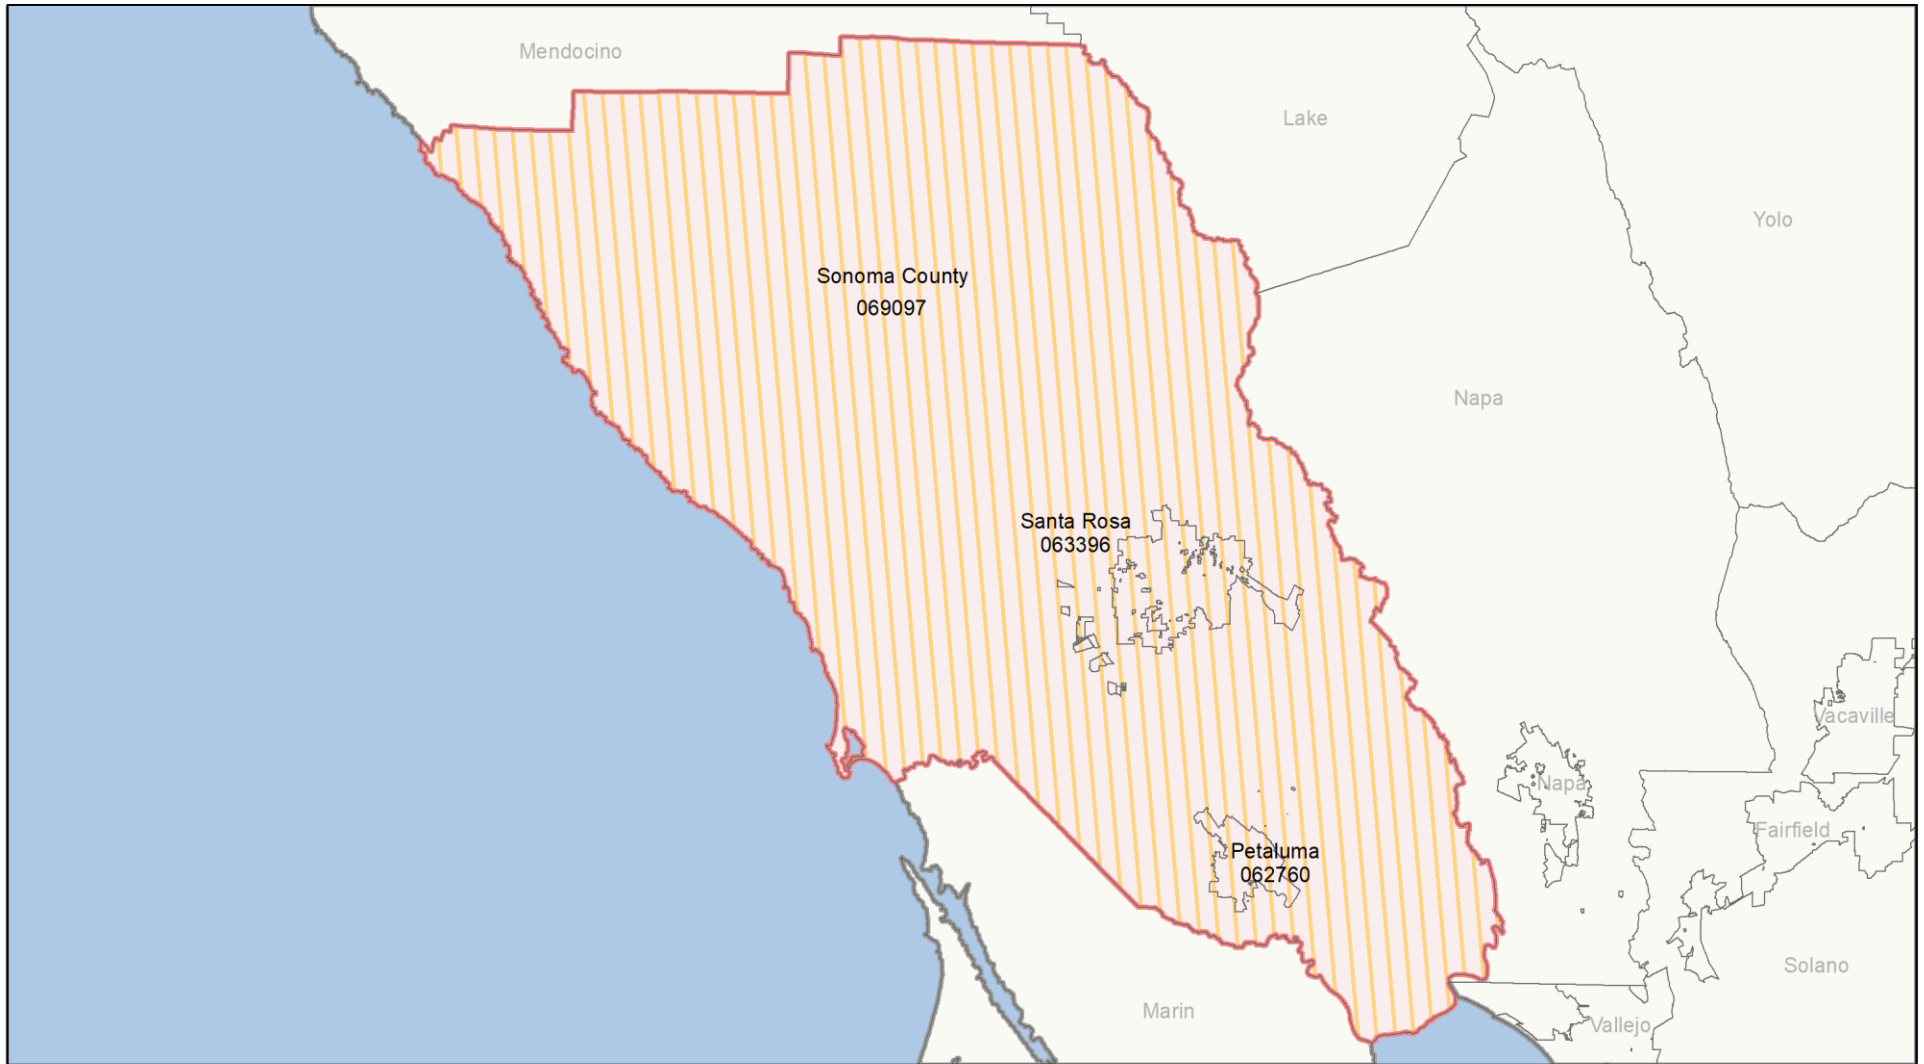 Mendocino
Lake
Yolo
Sonoma County
069097
Napa
Santa Rosa
063396
Vacaville
Napa
Fairfield
Petaluma
062760
Solano
Marin
Vallejo